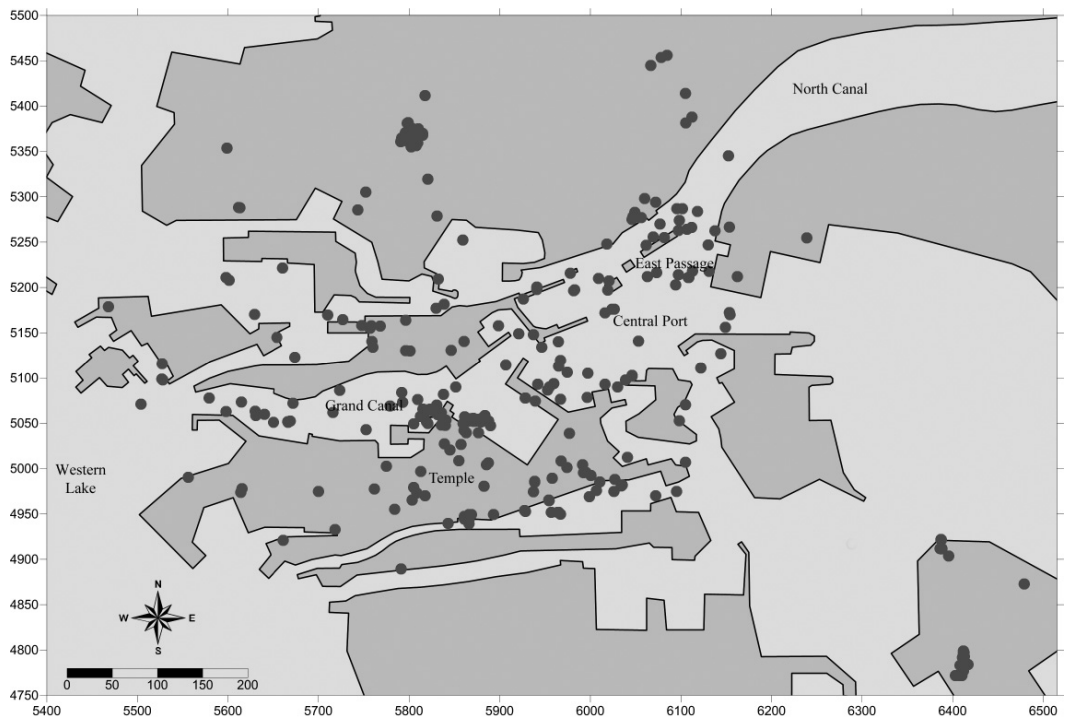 5500
5450
5400
5350
5300
5250
5200
5150
5100
5050
5000
4950
4900
4850
4800
4750
North Canal
East Passage
Central Port
Grand Canal
Western
Lake
Temple
N
W E
S
0 50 100 150 200
5400 5500 5600 5700 5800 5900 6000 6100 6200 6300 6400 6500